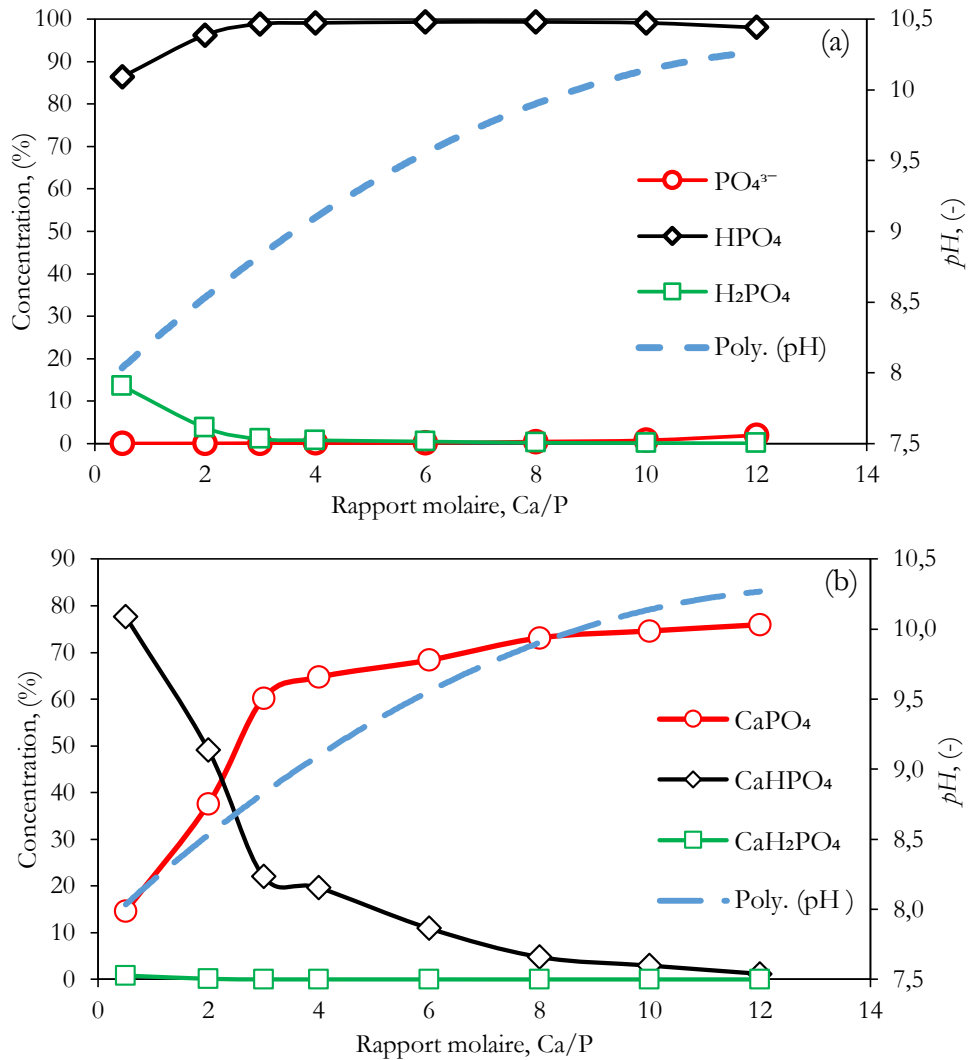 100
90
80
70
60
50
40
30
20
10
0
Concentration, (%)
(a)
PO₄³⁻
HPO₄
H₂PO₄
Poly. (pH)
10,5
10
9,5
9
8,5
8
7,5
pH, (-)
0 2 4 6 8 10 12 14
Rapport molaire, Ca/P
90
80
70
60
50
40
30
20
10
0
Concentration, (%)
(b)
CaPO₄
CaHPO₄
CaH₂PO₄
Poly. (pH )
10,5
10,0
9,5
9,0
8,5
8,0
7,5
pH, (-)
0 2 4 6 8 10 12 14
Rapport molaire, Ca/P